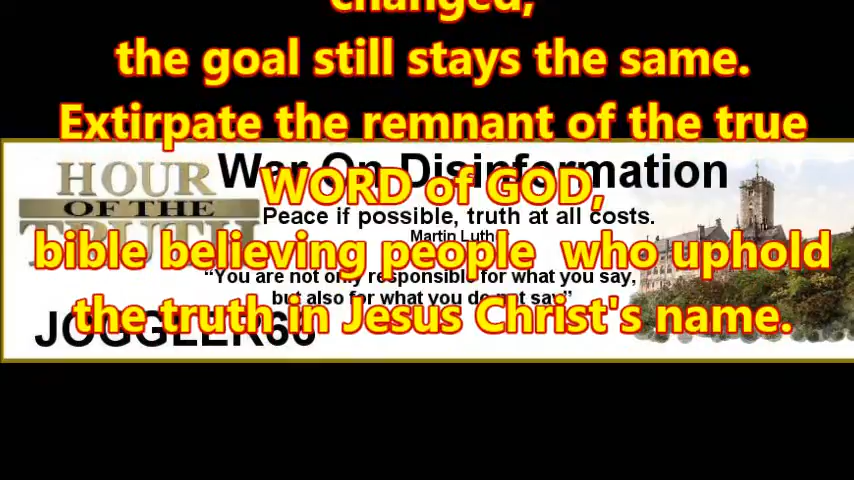 changed,
the goal still stays the same.
Extirpate the remnant of the true
WORD of GOD,
bible believing people who uphold
the truth in Jesus Christ's name.
HOUR
OF THE
TRUTH
War On Disinformation
Peace if possible, truth at all costs.
Martin Luther
“You are not only responsible for what you say,
but also for what you do not say”
JOGGLER66